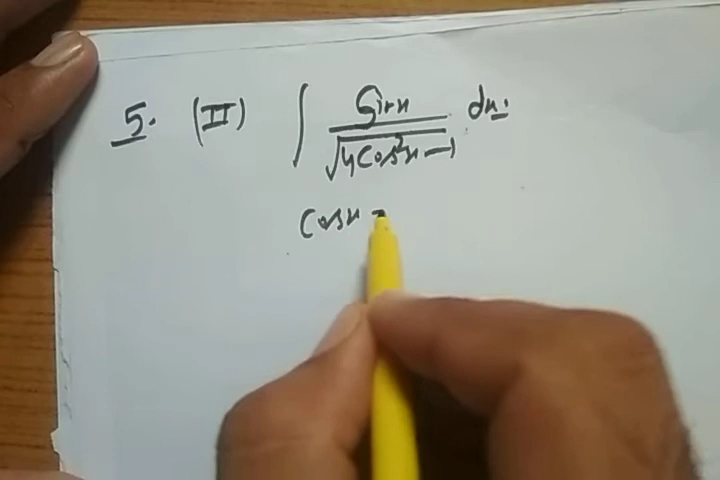 5. (II) ∫ Sinx / √4Cos²x-1 dx.
Cosx =